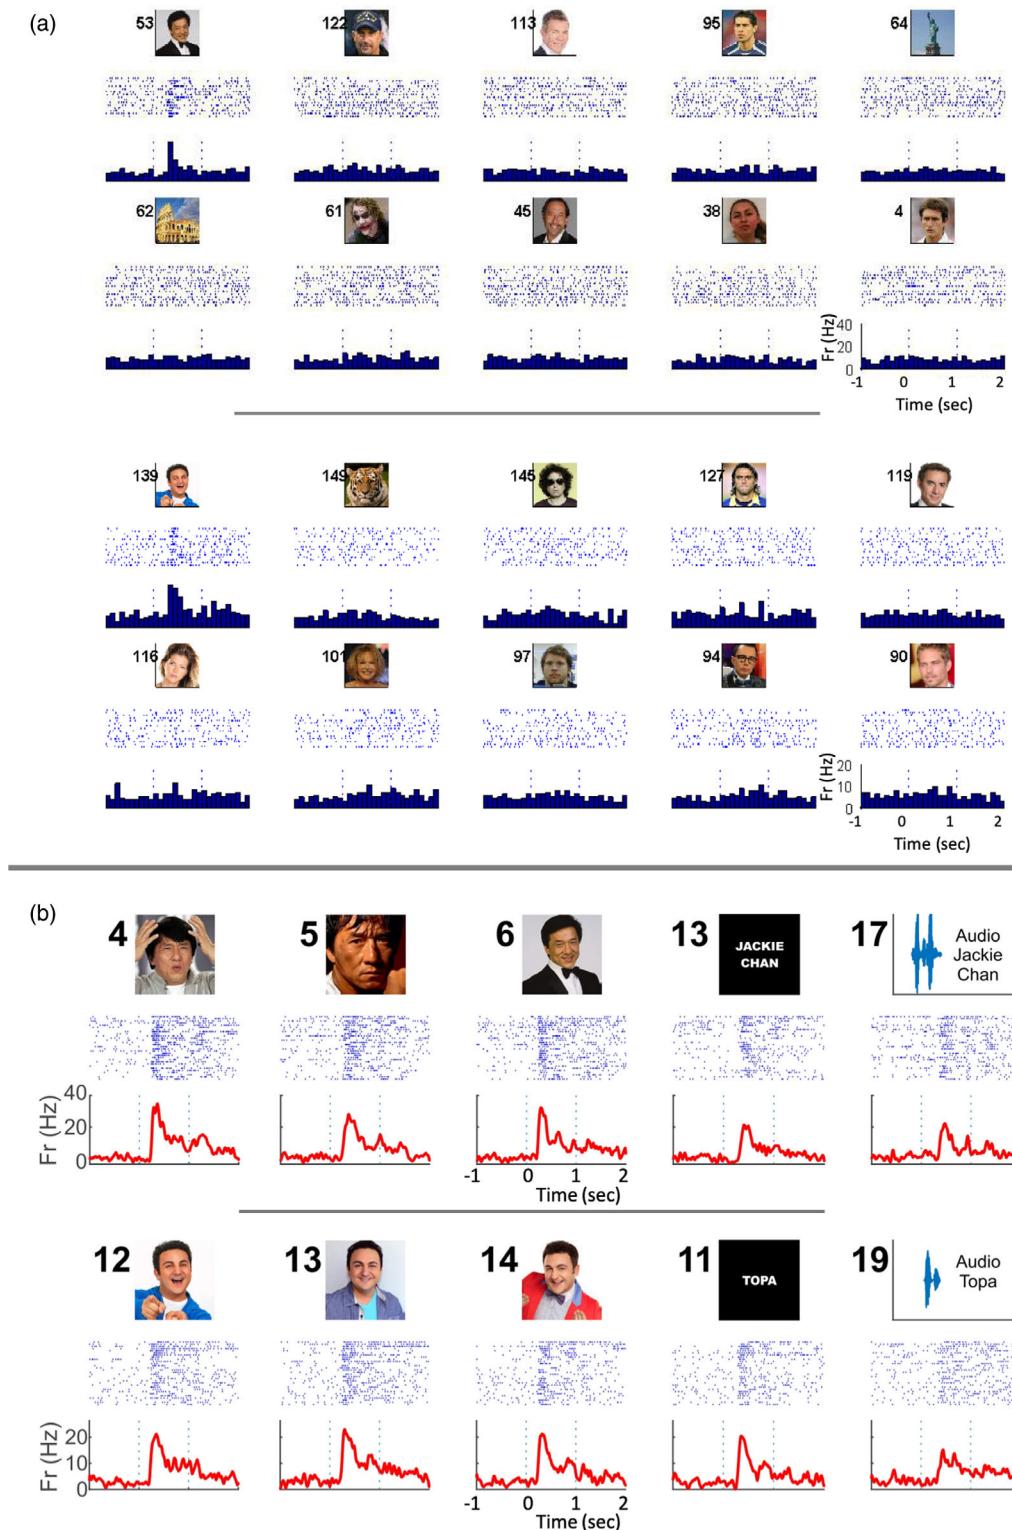 (a)
53
122
113
95
64
62
61
45
38
4
40
20
0
Fr (Hz)
-1 0 1 2
Time (sec)
139
149
145
127
119
116
101
97
94
90
20
10
0
Fr (Hz)
-1 0 1 2
Time (sec)
(b)
4
5
6
13
JACKIE
CHAN
17
Audio
Jackie
Chan
40
20
0
Fr (Hz)
-1 0 1 2
Time (sec)
12
13
14
11
TOPA
19
Audio
Topa
20
10
0
Fr (Hz)
-1 0 1 2
Time (sec)